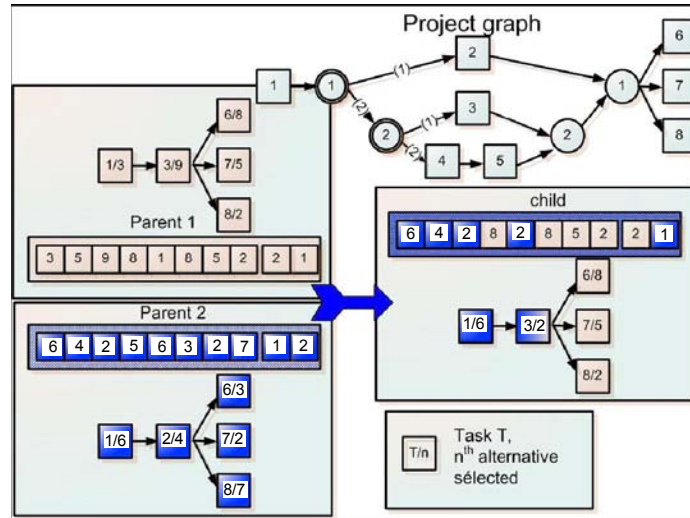 Project graph
1
1
(1)
2
(2)
2
(1)
3
(2)
4
5
2
1
6
7
8
1/3
3/9
6/8
7/5
8/2
Parent 1
3 5 9 8 1 8 5 2 2 1
Parent 2
6 4 2 5 6 3 2 7 1 2
1/6
2/4
6/3
7/2
8/7
child
6 4 2 8 2 8 5 2 2 1
1/6
3/2
6/8
7/5
8/2
T/n
Task T,
nth alternative
sélected